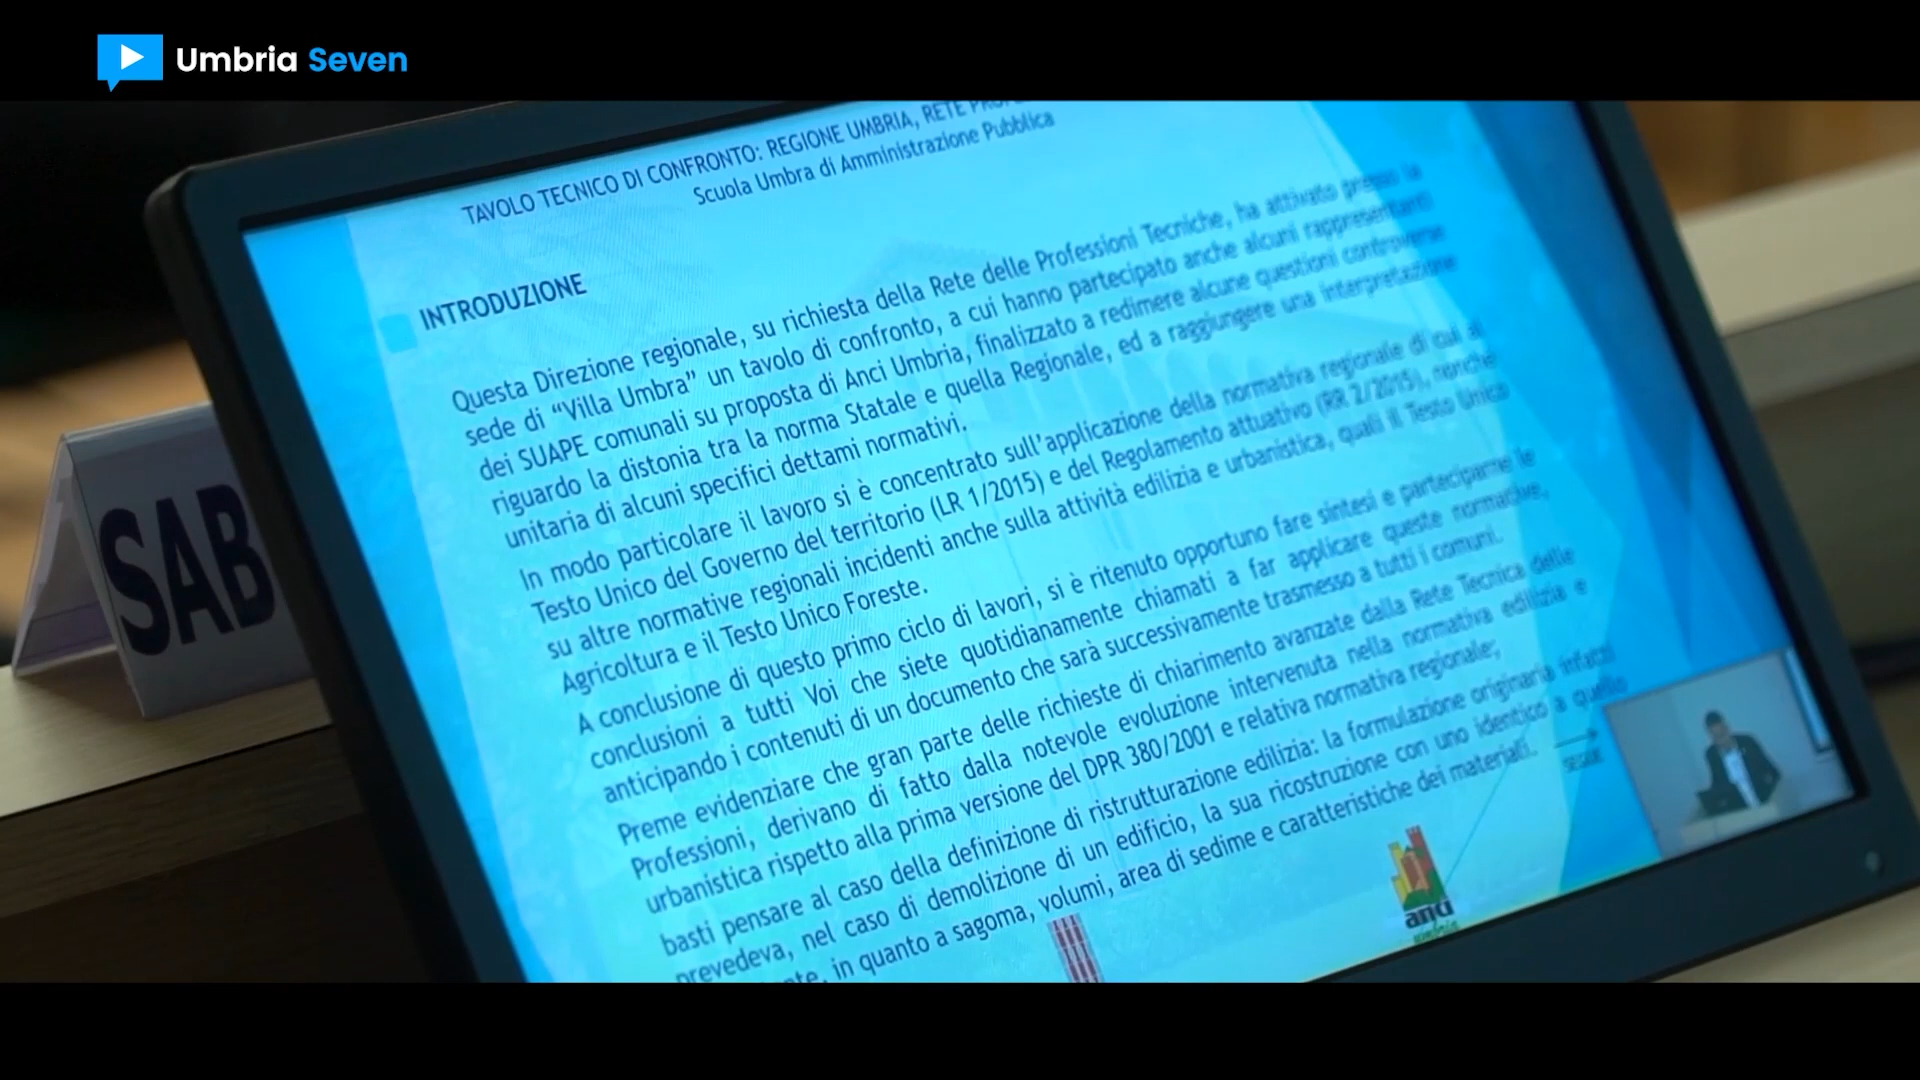 Umbria Seven
TAVOLO TECNICO DI CONFRONTO: REGIONE UMBRIA, RETE
Scuola Umbra di Amministrazione Pubblica
INTRODUZIONE
Questa Direzione regionale, su richiesta della Rete delle Professioni Tecniche, ha attivato presso la
sede di “Villa Umbra” un tavolo di confronto, a cui hanno partecipato anche alcuni rappresentanti
dei SUAPE comunali su proposta di Anci Umbria, finalizzato a redimere alcune questioni controverse
riguardo la distonia tra la norma Statale e quella Regionale, ed a raggiungere una interpretazione
unitaria di alcuni specifici dettami normativi.
In modo particolare il lavoro si è concentrato sull'applicazione della normativa regionale di cui al
Testo Unico del Governo del territorio (LR 1/2015) e del Regolamento attuativo (RR 2/2015), nonché
su altre normative regionali incidenti anche sulla attività edilizia e urbanistica, quali il Testo Unico
Agricoltura e il Testo Unico Foreste.
A conclusione di questo primo ciclo di lavori, si è ritenuto opportuno fare sintesi e parteciparne le
conclusioni a tutti Voi che siete quotidianamente chiamati a far applicare queste normative,
anticipando i contenuti di un documento che sarà successivamente trasmesso a tutti i comuni.
Preme evidenziare che gran parte delle richieste di chiarimento avanzate dalla Rete Tecnica delle
Professioni, derivano di fatto dalla notevole evoluzione intervenuta nella normativa edilizia e
urbanistica rispetto alla prima versione del DPR 380/2001 e relativa normativa regionale;
basti pensare al caso della definizione di ristrutturazione edilizia: la formulazione originaria infatti
prevedeva, nel caso di demolizione di un edificio, la sua ricostruzione con uno identico a quello
in quanto a sagoma, volumi, area di sedime e caratteristiche dei materiali.
segue
anci
umbria
SAB